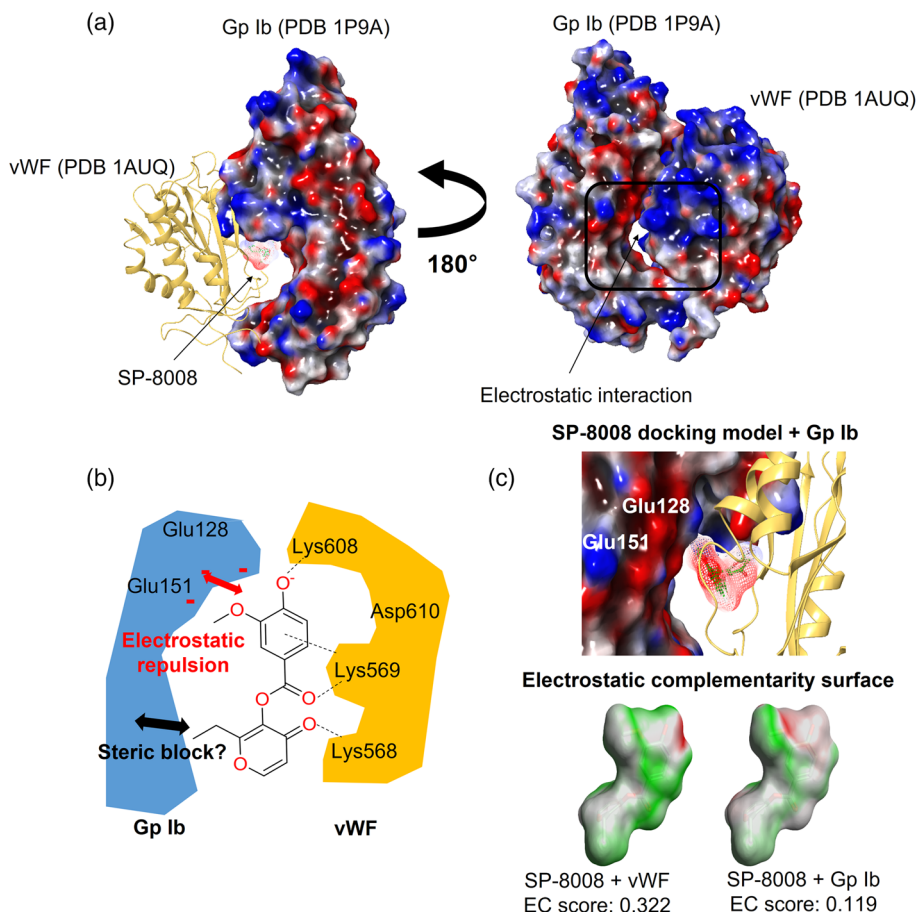 (a)
Gp Ib (PDB 1P9A)
vWF (PDB 1AUQ)
SP-8008
180°
Gp Ib (PDB 1P9A)
vWF (PDB 1AUQ)
Electrostatic interaction
(b)
Glu128
Glu151
Electrostatic
repulsion
Steric block?
Gp Ib
Lys608
Asp610
Lys569
Lys568
vWF
O
-
O
O
O
O
O
SP-8008 docking model + Gp Ib
(c)
Glu128
Glu151
Electrostatic complementarity surface
SP-8008 + vWF
EC score: 0.322
SP-8008 + Gp Ib
EC score: 0.119